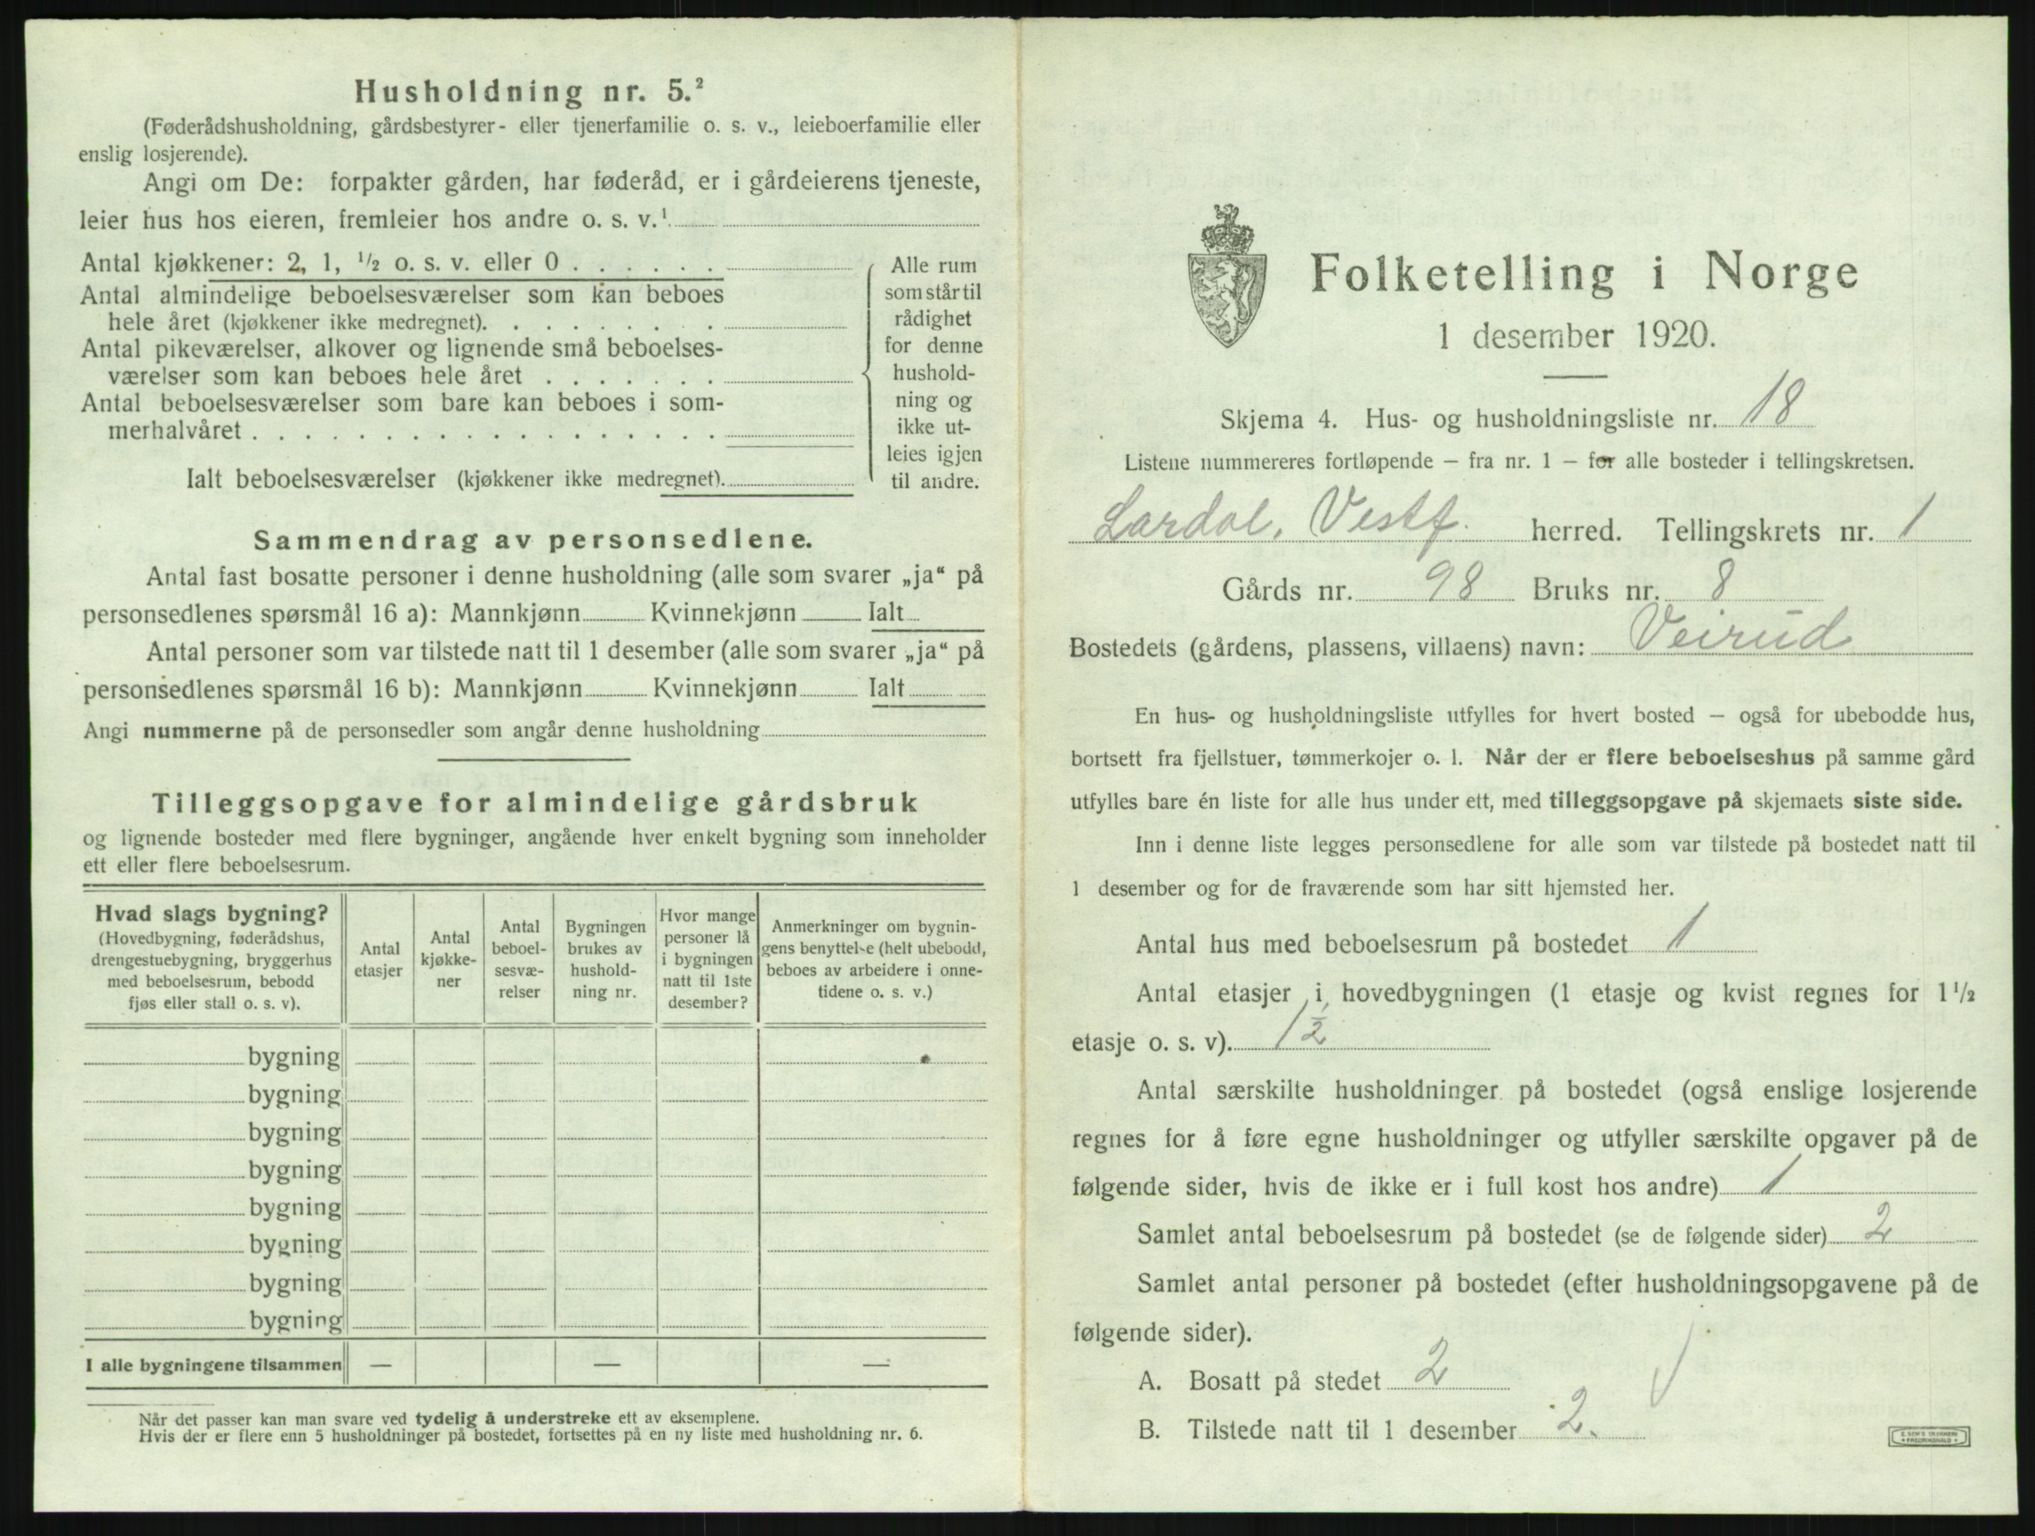 Husholdning nr. 5.²
(Føderådshusholdning, gårdsbestyrer- eller tjenerfamilie o. s. v., leieboerfamilie eller
enslig losjerende).
Angi om De: forpakter gården, har føderåd, er i gårdeierens tjeneste,
leier hus hos eieren, fremleier hos andre o. s. v.¹
Antal kjøkkener: 2, 1, ½ o. s. v. eller 0 . . . . . .
Antal almindelige beboelsesværelser som kan beboes
hele året (kjøkkener ikke medregnet). . . . . . . .
Antal pikeværelser, alkover og lignende små beboelses-
værelser som kan beboes hele året . . . . . . .
Antal beboelsesværelser som bare kan beboes i som-
merhalvåret . . . . . . . . . . . . . . . . . .
Ialt beboelsesværelser (kjøkkener ikke medregnet).
Alle rum
som står til
rådighet
for denne
hushold-
ning og
ikke ut-
leies igjen
til andre.
Sammendrag av personsedlene.
Antal fast bosatte personer i denne husholdning (alle som svarer „ja“ på
personsedlenes spørsmål 16 a): Mannkjønn Kvinnekjønn Ialt
Antal personer som var tilstede natt til 1 desember (alle som svarer „ja“ på
personsedlenes spørsmål 16 b): Mannkjønn Kvinnekjønn Ialt
Angi nummerne på de personsedler som angår denne husholdning
Tilleggsopgave for almindelige gårdsbruk
og lignende bosteder med flere bygninger, angående hver enkelt bygning som inneholder
ett eller flere beboelsesrum.
Hvad slags bygning?
(Hovedbygning, føderådshus,
drengestuebygning, bryggerhus
med beboelsesrum, bebodd
fjøs eller stall o. s. v).
Antal
etasjer
Antal
kjøkke-
ner
Antal
beboel-
sesvæ-
relser
Bygningen
brukes av
hushold-
ning nr.
Hvor mange
personer lå
i bygningen
natt til 1ste
desember?
Anmerkninger om bygnin-
gens benyttelse (helt ubebodd,
beboes av arbeidere i onne-
tidene o. s. v.)
bygning
bygning
bygning
bygning
bygning
bygning
bygning
bygning
I alle bygningene tilsammen — — —
Når det passer kan man svare ved tydelig å understreke ett av eksemplene.
Hvis der er flere enn 5 husholdninger på bostedet, fortsettes på en ny liste med husholdning nr. 6.
Folketelling i Norge
1 desember 1920.
Skjema 4. Hus- og husholdningsliste nr. 18
Listene nummereres fortløpende – fra nr. 1 – for alle bosteder i tellingskretsen.
Lardal, Vestf. herred. Tellingskrets nr. 1
Gårds nr. 98 Bruks nr. 8
Bostedets (gårdens, plassens, villaens) navn: Veirud
En hus- og husholdningsliste utfylles for hvert bosted – også for ubebodde hus,
bortsett fra fjellstuer, tømmerkojer o. l. Når der er flere beboelseshus på samme gård
utfylles bare én liste for alle hus under ett, med tilleggsopgave på skjemaets siste side.
Inn i denne liste legges personsedlene for alle som var tilstede på bostedet natt til
1 desember og for de fraværende som har sitt hjemsted her.
Antal hus med beboelsesrum på bostedet 1
Antal etasjer i hovedbygningen (1 etasje og kvist regnes for 1½
etasje o. s. v). 1½
Antal særskilte husholdninger på bostedet (også enslige losjerende
regnes for å føre egne husholdninger og utfyller særskilte opgaver på de
følgende sider, hvis de ikke er i full kost hos andre) 1
Samlet antal beboelsesrum på bostedet (se de følgende sider) 2
Samlet antal personer på bostedet (efter husholdningsopgavene på de
følgende sider).
A. Bosatt på stedet 2
B. Tilstede natt til 1 desember 2.